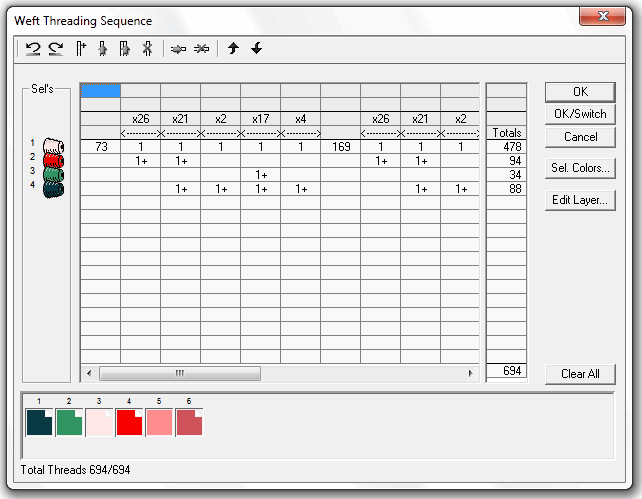 Weft Threading Sequence
Sel's
OK
x26 x21 x2 x17 x4 x26 x21 x2
OK/Switch
<---------> <---------> <---------> <---------> <---------> <---------> <---------> <---------> Totals
Cancel
1 73 1 1 1 1 1 169 1 1 1 478
2 1+ 1+ 1+ 1+ 94
3 1+ 34
4 1+ 1+ 1+ 1+ 1+ 1+ 88
Sel. Colors...
Edit Layer...
694
Clear All
1 2 3 4 5 6
Total Threads 694/694